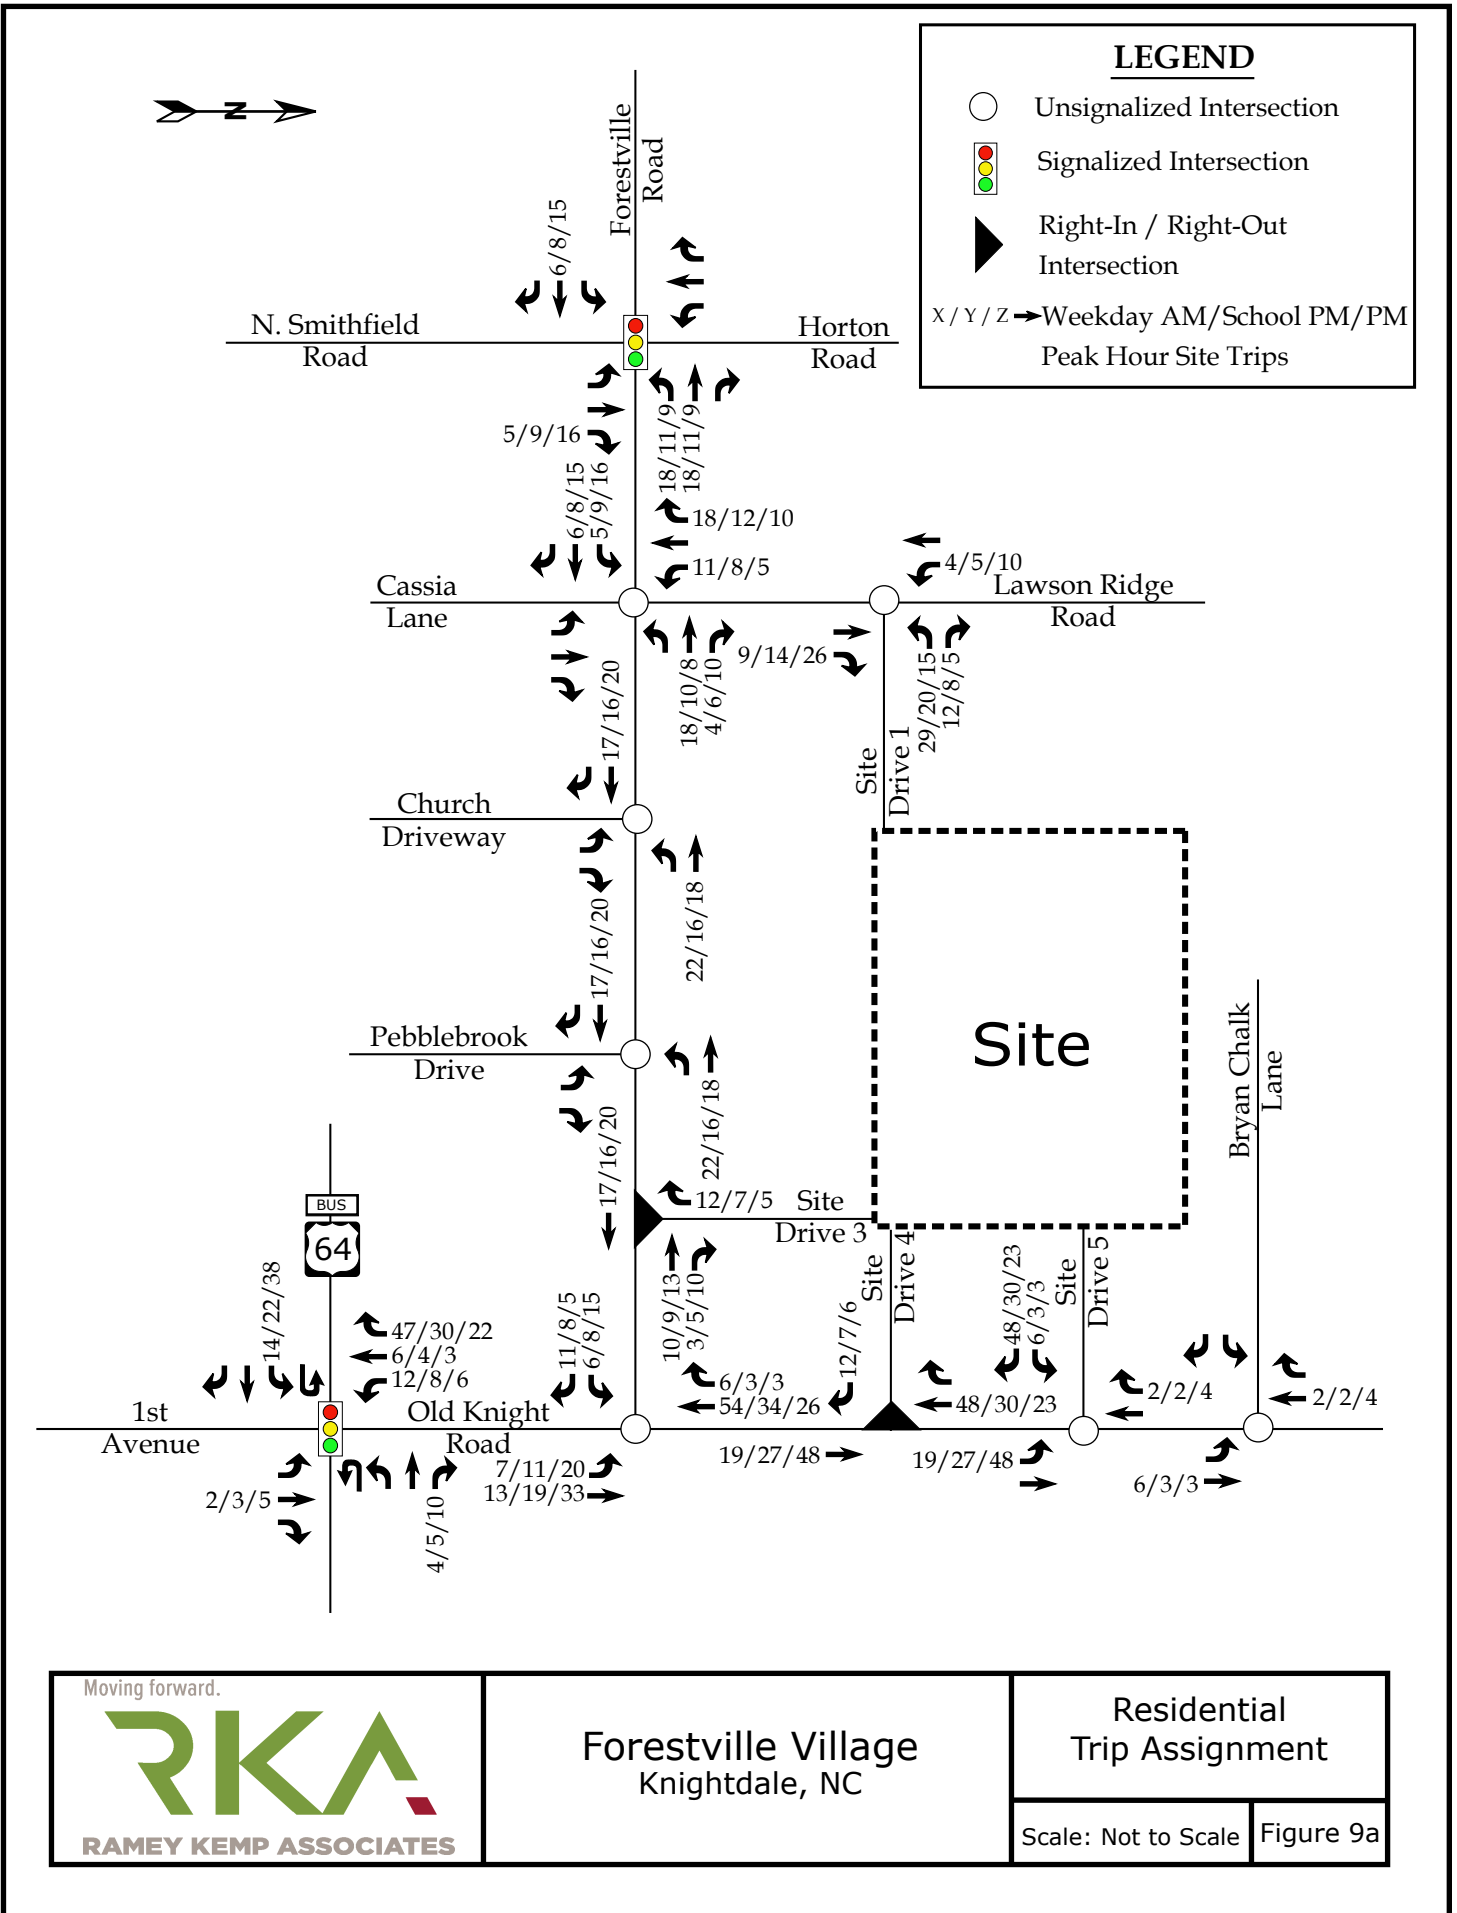 LEGEND
Unsignalized Intersection
Signalized Intersection
Right-In / Right-Out
Intersection
X / Y / Z Weekday AM/School PM/PM
Peak Hour Site Trips
N
Forestville
Road
6/8/15
N. Smithfield
Road
Horton
Road
5/9/16
18/11/9
18/11/9
6/8/15
5/9/16
18/12/10
11/8/5
4/5/10
Cassia
Lane
Lawson Ridge
Road
9/14/26
18/10/8
4/6/10
29/20/15
12/8/5
17/16/20
Site
Drive 1
Church
Driveway
22/16/18
17/16/20
Site
Pebblebrook
Drive
Bryan Chalk
Lane
22/16/18
17/16/20
12/7/5
Site
Drive 3
BUS
64
14/22/38
47/30/22
6/4/3
12/8/6
11/8/5
6/8/15
10/9/13
3/5/10
6/3/3
54/34/26
12/7/6
Site
Drive 4
48/30/23
6/3/3
Site
Drive 5
48/30/23
2/2/4
2/2/4
1st
Avenue
Old Knight
Road
19/27/48
19/27/48
7/11/20
13/19/33
6/3/3
2/3/5
4/5/10
Moving forward.
RKA
RAMEY KEMP ASSOCIATES
Forestville Village
Knightdale, NC
Residential
Trip Assignment
Scale: Not to Scale
Figure 9a